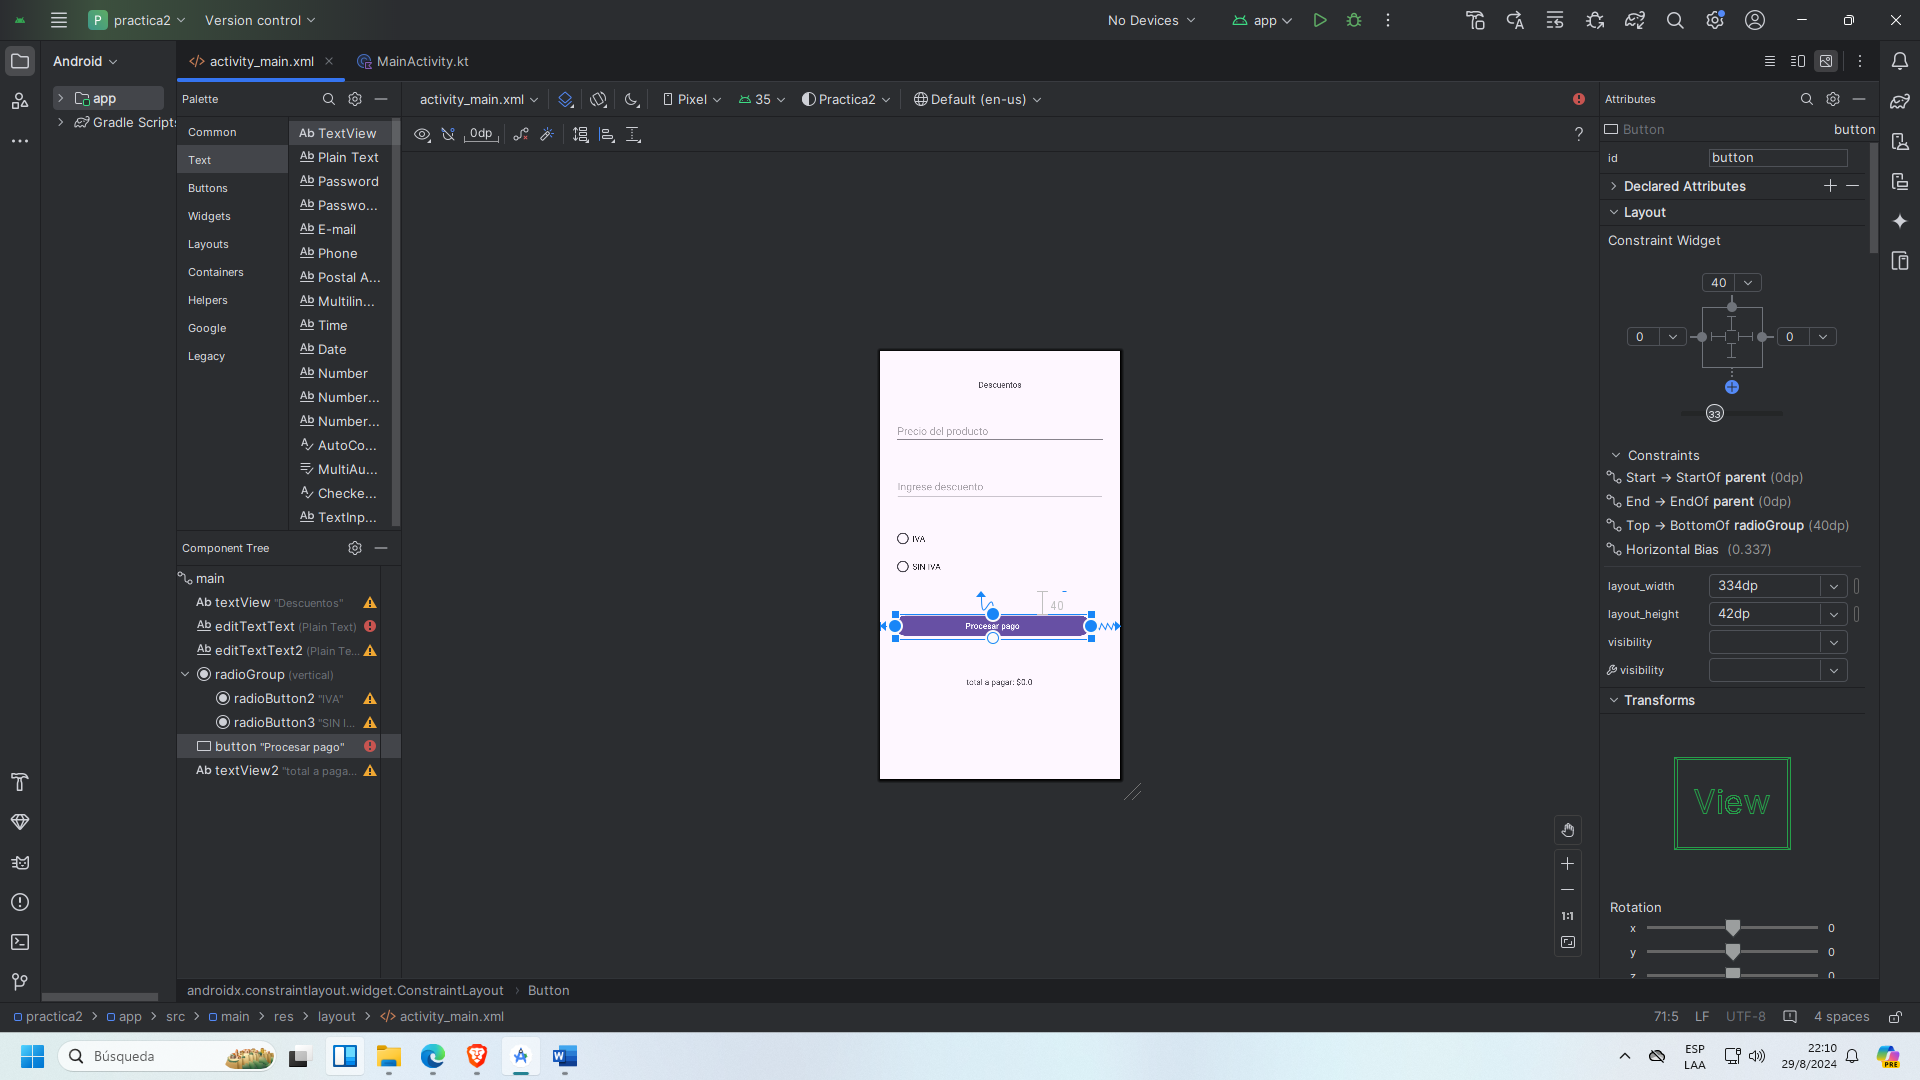 P practica2 Version control No Devices app
Android activity_main.xml MainActivity.kt
app
Gradle Scripts
Palette
Common
Text
Buttons
Widgets
Layouts
Containers
Helpers
Google
Legacy
Ab TextView
Ab Plain Text
Ab Password
Ab Passwo...
Ab E-mail
Ab Phone
Ab Postal A...
Ab Multilin...
Ab Time
Ab Date
Ab Number
Ab Number...
Ab Number...
AutoCo...
MultiAu...
Checke...
TextInp...
activity_main.xml Pixel 35 Practica2 Default (en-us)
0dp ?
Component Tree
main
Ab textView "Descuentos"
Ab editTextText (Plain Text)
Ab editTextText2 (Plain Te...
radioGroup (vertical)
radioButton2 "IVA"
radioButton3 "SIN I...
button "Procesar pago"
Ab textView2 "total a paga...
Descuentos
Precio del producto
Ingrese descuento
IVA
SIN IVA
40
Procesar pago
total a pagar: $0.0
1:1
Attributes
Button button
id button
Declared Attributes
Layout
Constraint Widget
40
0 0
33
Constraints
Start → StartOf parent (0dp)
End → EndOf parent (0dp)
Top → BottomOf radioGroup (40dp)
Horizontal Bias (0.337)
layout_width 334dp
layout_height 42dp
visibility
visibility
Transforms
View
Rotation
x 0
y 0
z 0
androidx.constraintlayout.widget.ConstraintLayout › Button
practica2 > app > src > main > res > layout > activity_main.xml 71:5 LF UTF-8 4 spaces
Búsqueda
ESP
LAA
22:10
29/8/2024
PRE